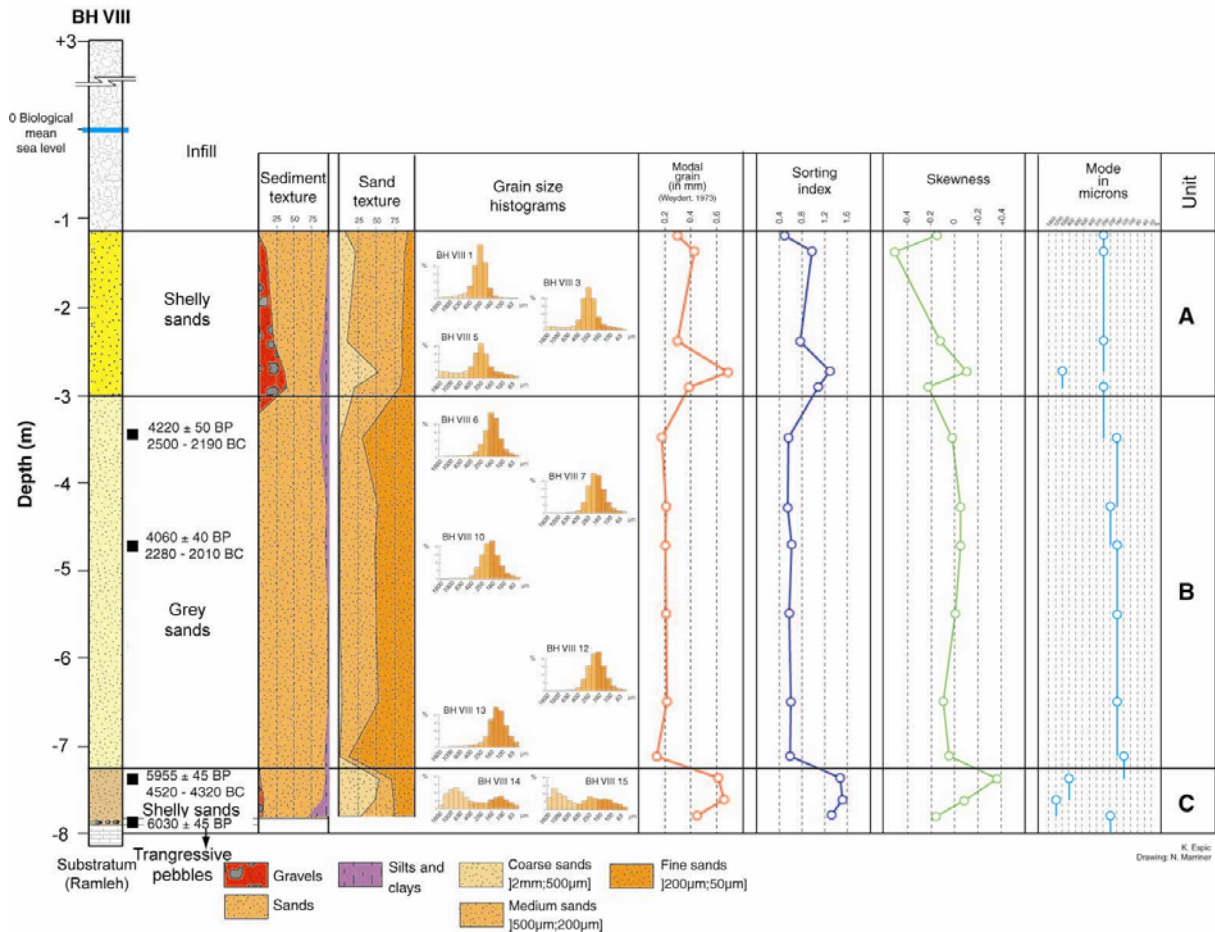 BH VIII
+3
0 Biological
mean
sea level
Infill
-1
-2
-3
-4
-5
-6
-7
-8
Depth (m)
Sediment
texture
25 50 75
Sand
texture
25 50 75
Grain size
histograms
Modal
grain
(in mm)
(Weydert, 1973)
0.2 0.4 0.6
Sorting
index
0.4 0.8 1.2 1.6
Skewness
-0.4 -0.2 0 +0.4
Mode in
microns
Unit
Shelly
sands
BH VIII 1
BH VIII 3
BH VIII 5
A
4220 ± 50 BP
2500 - 2190 BC
BH VIII 6
BH VIII 7
4060 ± 40 BP
2280 - 2010 BC
BH VIII 10
Grey
sands
B
BH VIII 12
BH VIII 13
5955 ± 45 BP
4520 - 4320 BC
Shelly sands
6030 ± 45 BP
BH VIII 14
BH VIII 15
C
K. Espic
Drawing: N. Marriner
Substratum
(Ramleh)
Trangressive
pebbles
Gravels
Sands
Silts and
clays
Coarse sands
]2mm;500µm]
Medium sands
]500µm;200µm]
Fine sands
]200µm;50µm]